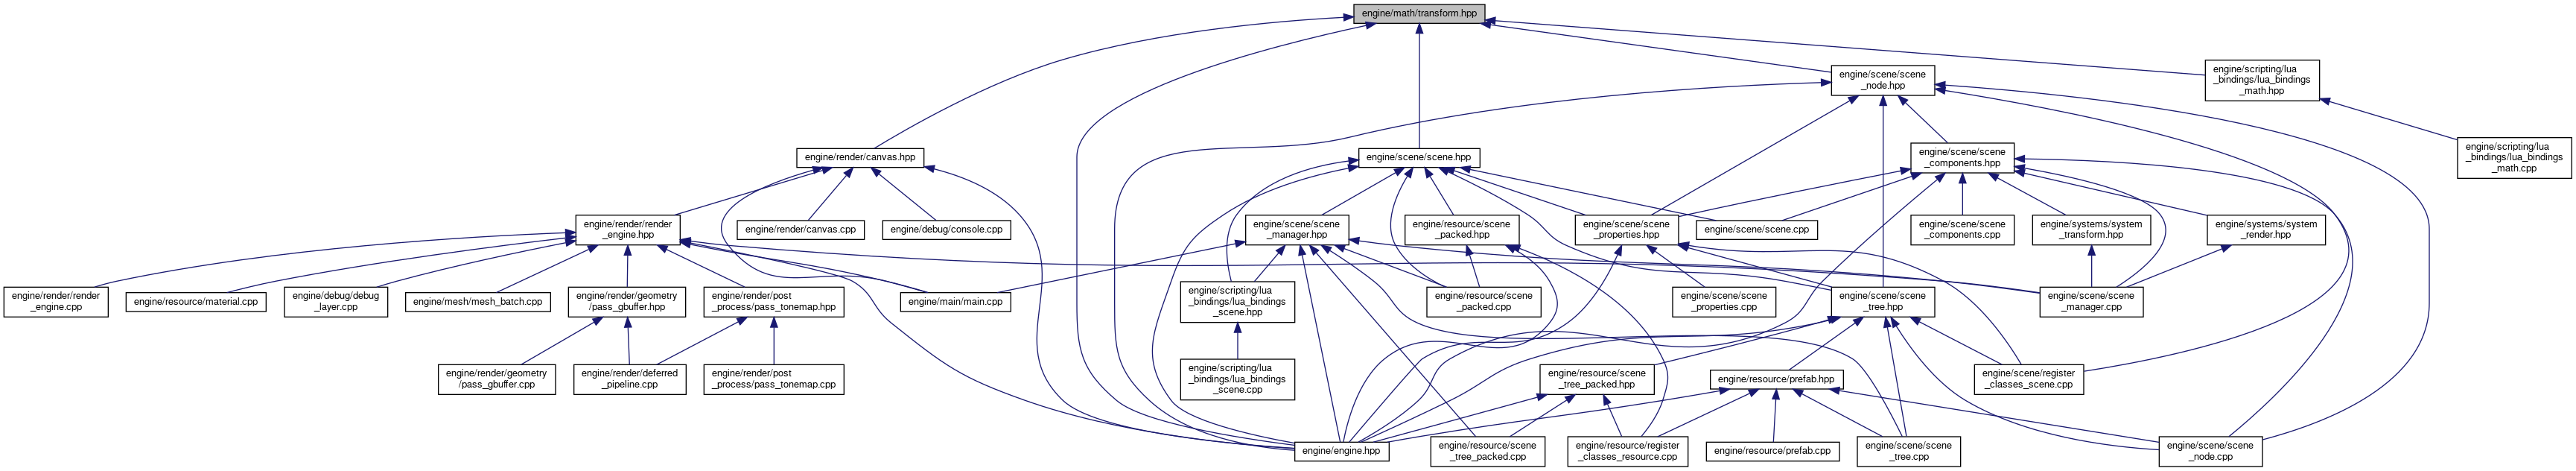 engine/math/transform.hpp
engine/scene/scene
_node.hpp
engine/scripting/lua
_bindings/lua_bindings
_math.hpp
engine/render/canvas.hpp
engine/scene/scene.hpp
engine/scene/scene
_components.hpp
engine/scripting/lua
_bindings/lua_bindings
_math.cpp
engine/render/render
_engine.hpp
engine/render/canvas.cpp
engine/debug/console.cpp
engine/scene/scene
_manager.hpp
engine/resource/scene
_packed.hpp
engine/scene/scene
_properties.hpp
engine/scene/scene.cpp
engine/scene/scene
_components.cpp
engine/systems/system
_transform.hpp
engine/systems/system
_render.hpp
engine/render/render
_engine.cpp
engine/resource/material.cpp
engine/debug/debug
_layer.cpp
engine/mesh/mesh_batch.cpp
engine/render/geometry
/pass_gbuffer.hpp
engine/render/post
_process/pass_tonemap.hpp
engine/main/main.cpp
engine/scripting/lua
_bindings/lua_bindings
_scene.hpp
engine/resource/scene
_packed.cpp
engine/scene/scene
_properties.cpp
engine/scene/scene
_tree.hpp
engine/scene/scene
_manager.cpp
engine/render/geometry
/pass_gbuffer.cpp
engine/render/deferred
_pipeline.cpp
engine/render/post
_process/pass_tonemap.cpp
engine/scripting/lua
_bindings/lua_bindings
_scene.cpp
engine/resource/scene
_tree_packed.hpp
engine/resource/prefab.hpp
engine/scene/register
_classes_scene.cpp
engine/engine.hpp
engine/resource/scene
_tree_packed.cpp
engine/resource/register
_classes_resource.cpp
engine/resource/prefab.cpp
engine/scene/scene
_tree.cpp
engine/scene/scene
_node.cpp